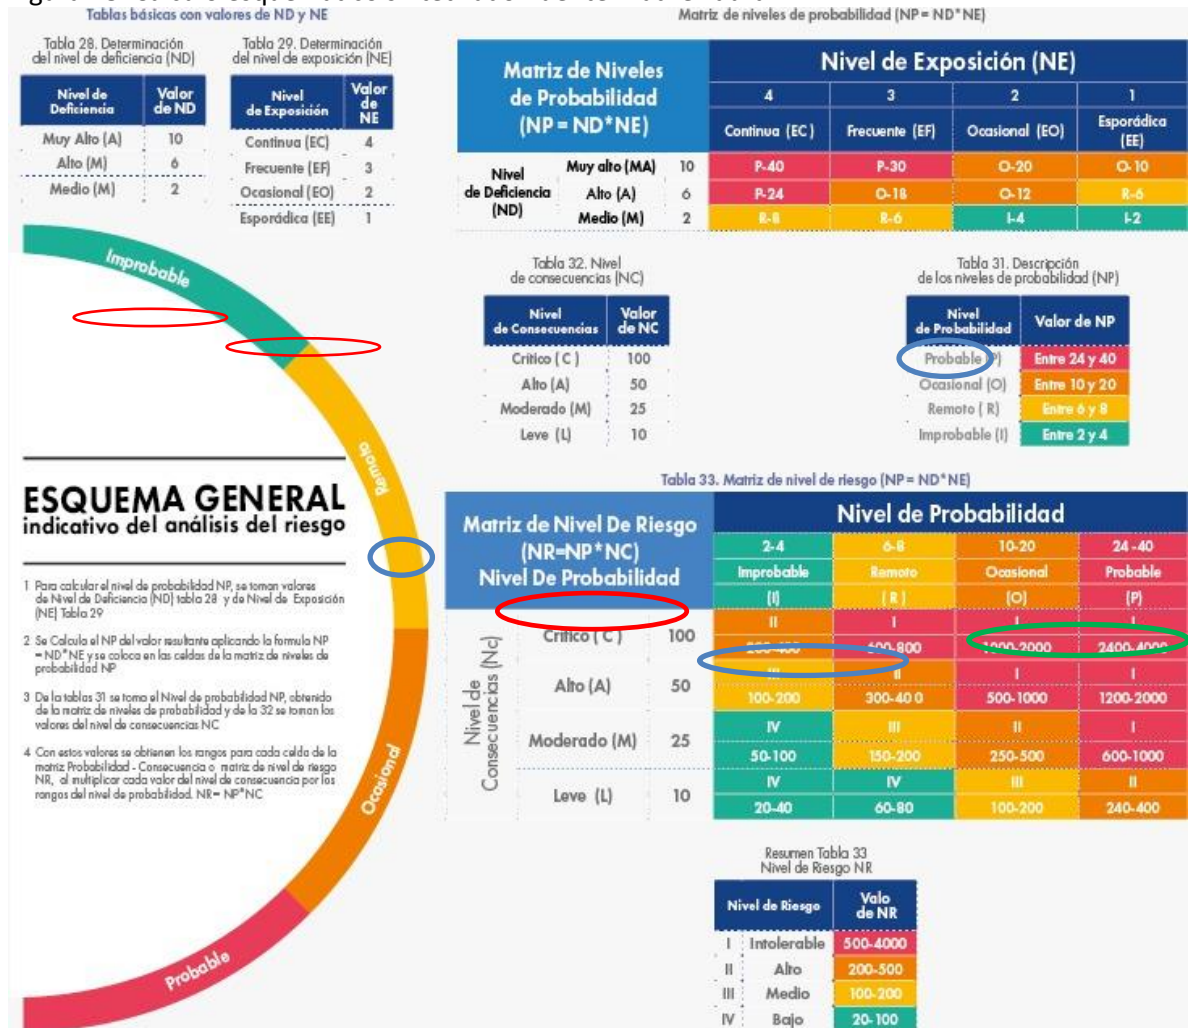 Tablas básicas con valores de ND y NE
Matriz de niveles de probabilidad (NP= ND*NE)
Tabla 28. Determinación
del nivel de deficiencia (ND)
Nivel de
Deficiencia
Valor
de ND
Muy Alto (A) 10
Alto (M) 6
Medio (M) 2
Tabla 29. Determinación
del nivel de exposición (NE)
Nivel
de Exposición
Valor
de
NE
Continua (EC) 4
Frecuente (EF) 3
Ocasional (EO) 2
Esporádica (EE) 1
Matriz de Niveles
de Probabilidad
(NP= ND*NE)
Nivel de Exposición (NE)
4 3 2 1
Continua (EC) Frecuente (EF) Ocasional (EO) Esporádica
(EE)
Nivel
de Deficiencia
(ND)
Muy alto (MA) 10 P-40 P-30 O-20 O-10
Alto (A) 6 P-24 O-18 O-12 R-6
Medio (M) 2 R-8 R-6 I-4 I-2
Tabla 32. Nivel
de consecuencias (NC)
Nivel
de Consecuencias
Valor
de NC
Crítico ( C ) 100
Alto (A) 50
Moderado (M) 25
Leve (L) 10
Tabla 31. Descripción
de los niveles de probabilidad (NP)
Nivel
de Probabilidad
Valor de NP
Probable (P) Entre 24 y 40
Ocasional (O) Entre 10 y 20
Remoto ( R) Entre 6 y 8
Improbable (I) Entre 2 y 4
Improbable
Remoto
Ocasional
Probable
ESQUEMA GENERAL
indicativo del análisis del riesgo
1 Para calcular el nivel de probabilidad NP, se toman valores
de Nivel de Deficiencia (ND) tabla 28 y de Nivel de Exposición
(NE) Tabla 29
2 Se Calcula el NP del valor resultante aplicando la formula NP
= ND*NE y se coloca en las celdas de la matriz de niveles de
probabilidad NP
3 De la tablas 31 se toma el Nivel de probabilidad NP, obtenido
de la matriz de niveles de probabilidad y de la 32 se toman los
valores del nivel de consecuencias NC
4 Con estos valores se obtienen los rangos para cada celda de la
matriz Probabilidad - Consecuencia o matriz de nivel de riesgo
NR, al multiplicar cada valor del nivel de consecuencia por los
rangos del nivel de probabilidad. NR= NP*NC
Tabla 33. Matriz de nivel de riesgo (NP= ND*NE)
Matriz de Nivel De Riesgo
(NR=NP*NC)
Nivel De Probabilidad
Nivel de Probabilidad
2-4 6-8 10-20 24-40
Improbable Remoto Ocasional Probable
(I) ( R ) (O) (P)
Nivel de
Consecuencias (Nc)
Crítico ( C ) 100
II I I I
200-400 600-800 1000-2000 2400-4000
Alto (A) 50
III II I I
100-200 300-40 0 500-1000 1200-2000
Moderado (M) 25
IV III II I
50-100 150-200 250-500 600-1000
Leve (L) 10
IV IV III II
20-40 60-80 100-200 240-400
Resumen Tabla 33
Nivel de Riesgo NR
Nivel de Riesgo
Valo
de NR
I Intolerable 500-4000
II Alto 200-500
III Medio 100-200
IV Bajo 20-100